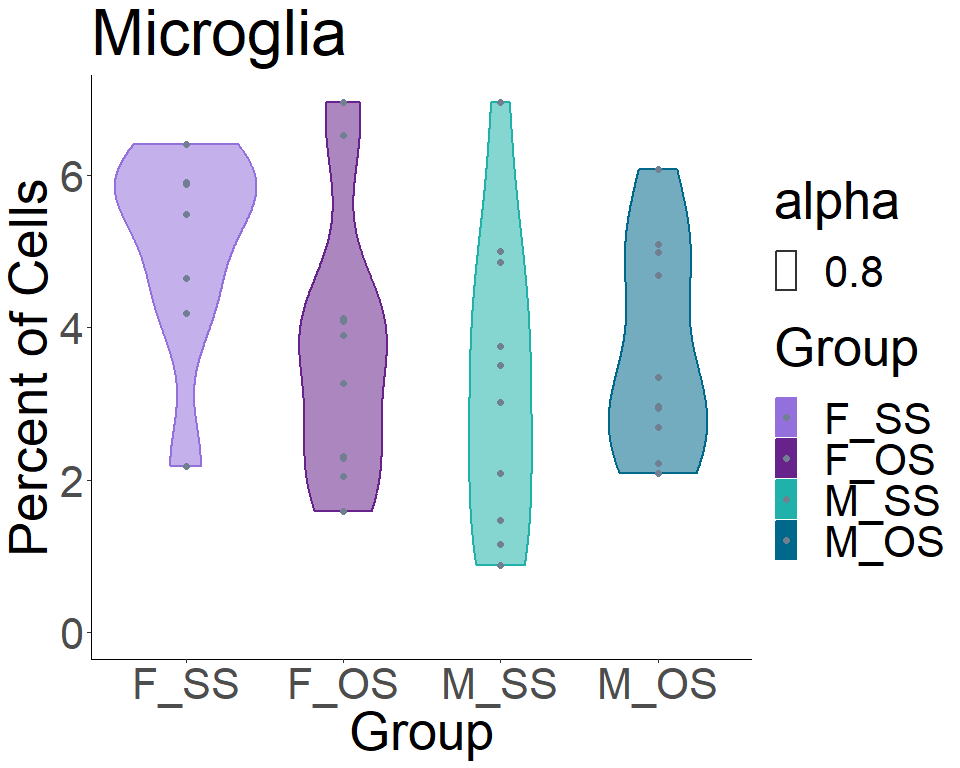 Microglia
Percent of Cells
6
4
2
0
F_SS F_OS M_SS M_OS
Group
alpha
0.8
Group
F_SS
F_OS
M_SS
M_OS